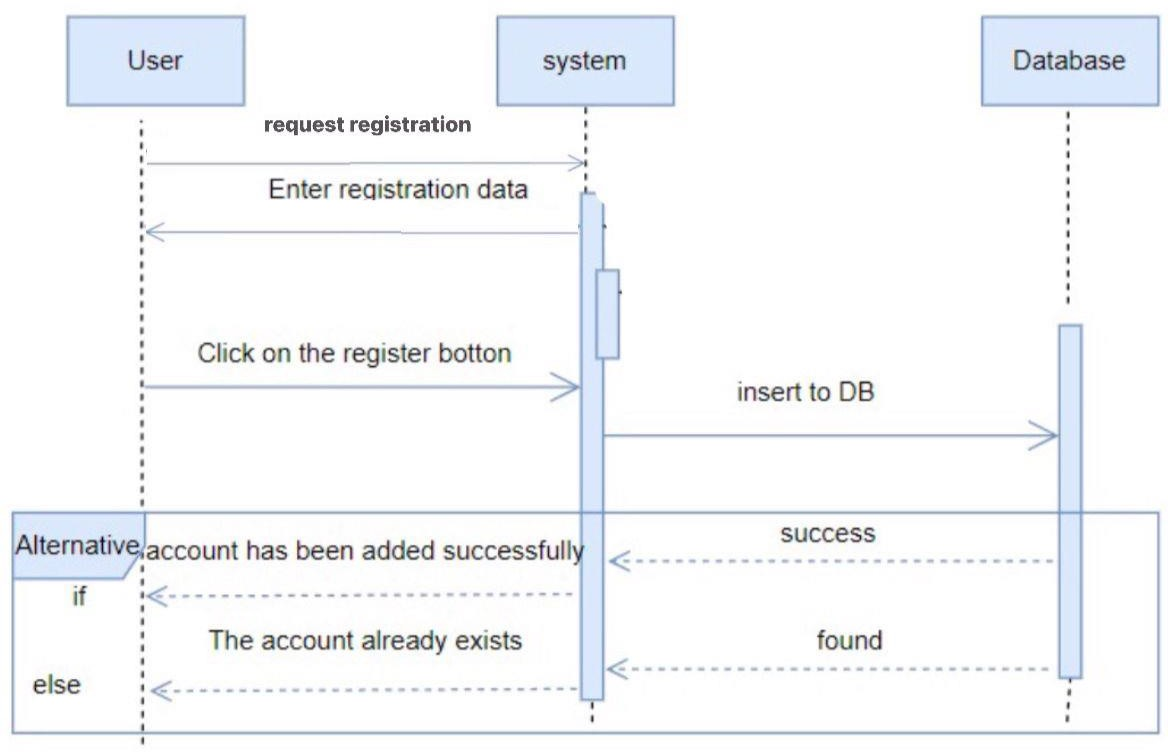 User
system
Database
request registration
Enter registration data
Click on the register botton
insert to DB
Alternative
success
account has been added successfully
if
The account already exists
found
else